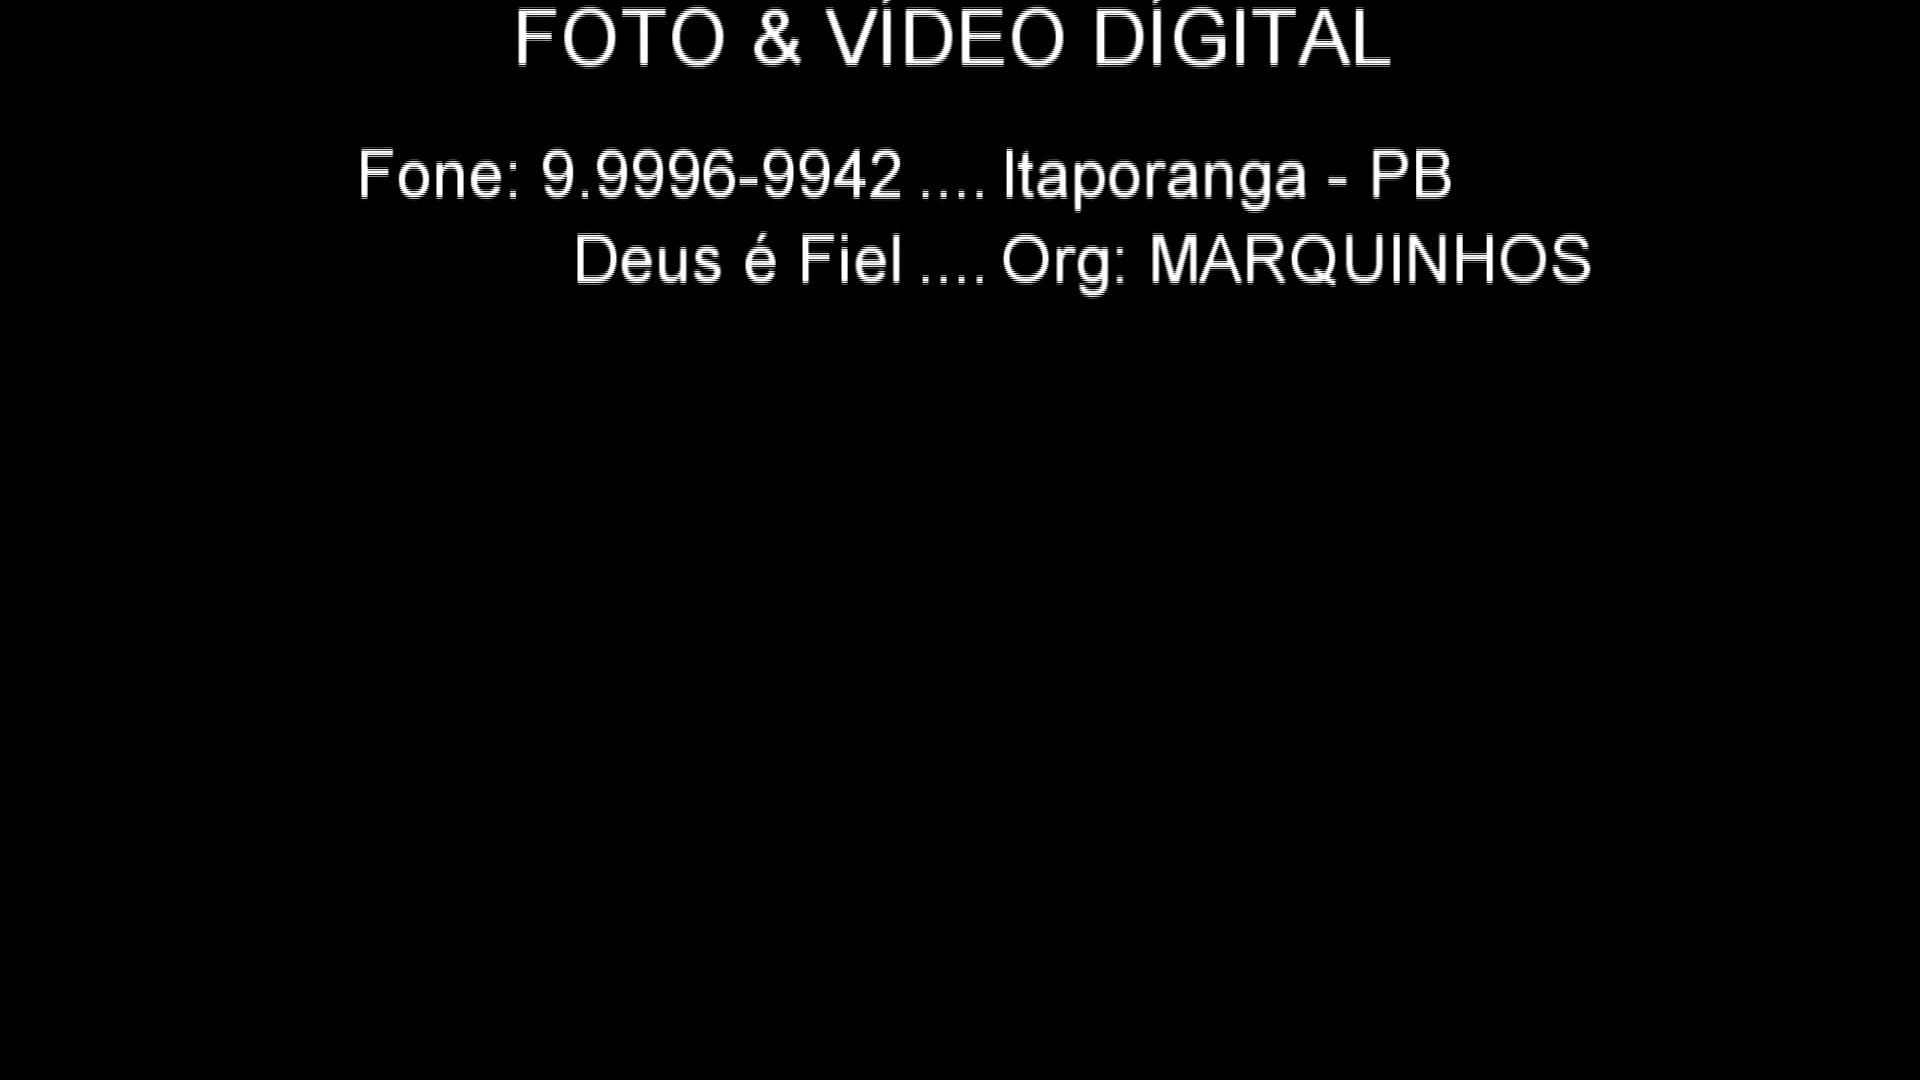 FOTO & VÍDEO DÍGITAL
Fone: 9.9996-9942 .... Itaporanga - PB
Deus é Fiel .... Org: MARQUINHOS